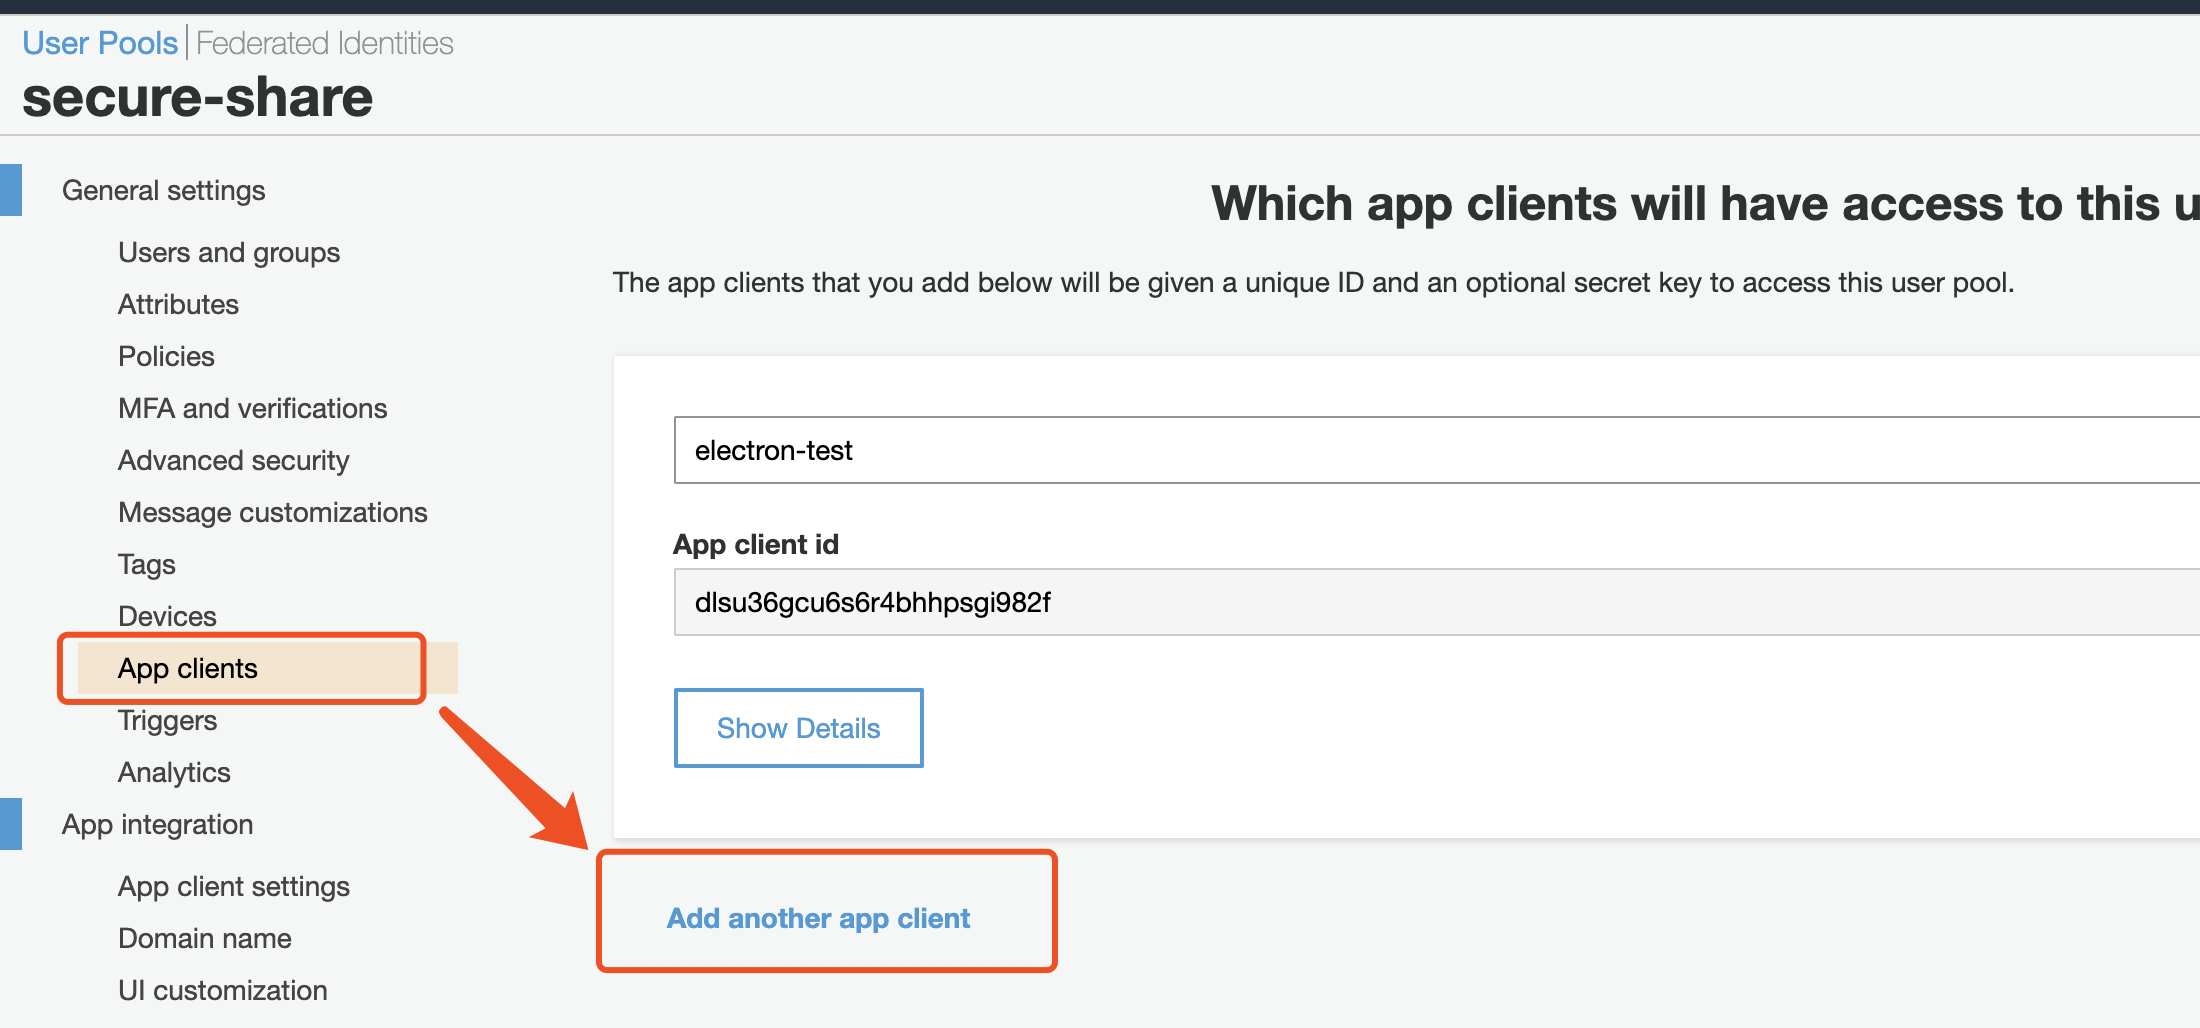 User Pools | Federated Identities
secure-share
General settings
Users and groups
Attributes
Policies
MFA and verifications
Advanced security
Message customizations
Tags
Devices
App clients
Triggers
Analytics
App integration
App client settings
Domain name
UI customization
Which app clients will have access to this u
The app clients that you add below will be given a unique ID and an optional secret key to access this user pool.
electron-test
App client id
dlsu36gcu6s6r4bhhpsgi982f
Show Details
Add another app client